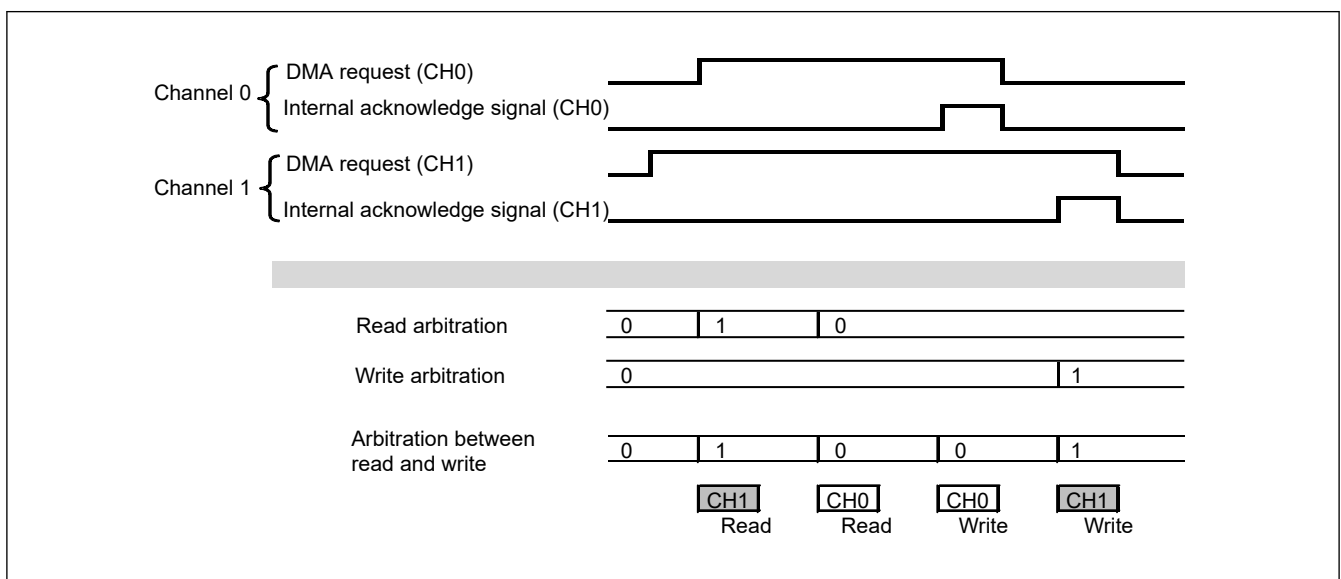 Channel 0
DMA request (CH0)
Internal acknowledge signal (CH0)
Channel 1
DMA request (CH1)
Internal acknowledge signal (CH1)
Read arbitration 0 1 0
Write arbitration 0 1
Arbitration between
read and write 0 1 0 0 1
CH1 CH0 CH0 CH1
Read Read Write Write